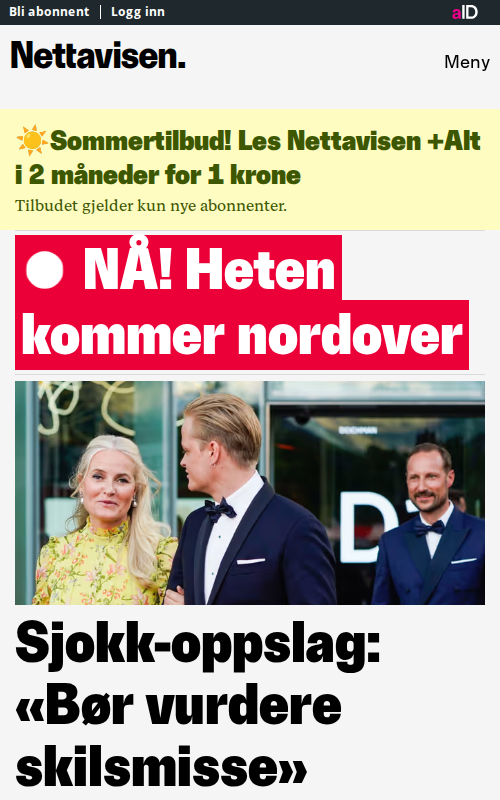 Bli abonnent | Logg inn
aID
Nettavisen.
Meny
☀️Sommertilbud! Les Nettavisen +Alt
i 2 måneder for 1 krone
Tilbudet gjelder kun nye abonnenter.
NÅ! Heten
kommer nordover
DEICHMAN
D
Sjokk-oppslag:
«Bør vurdere
skilsmisse»